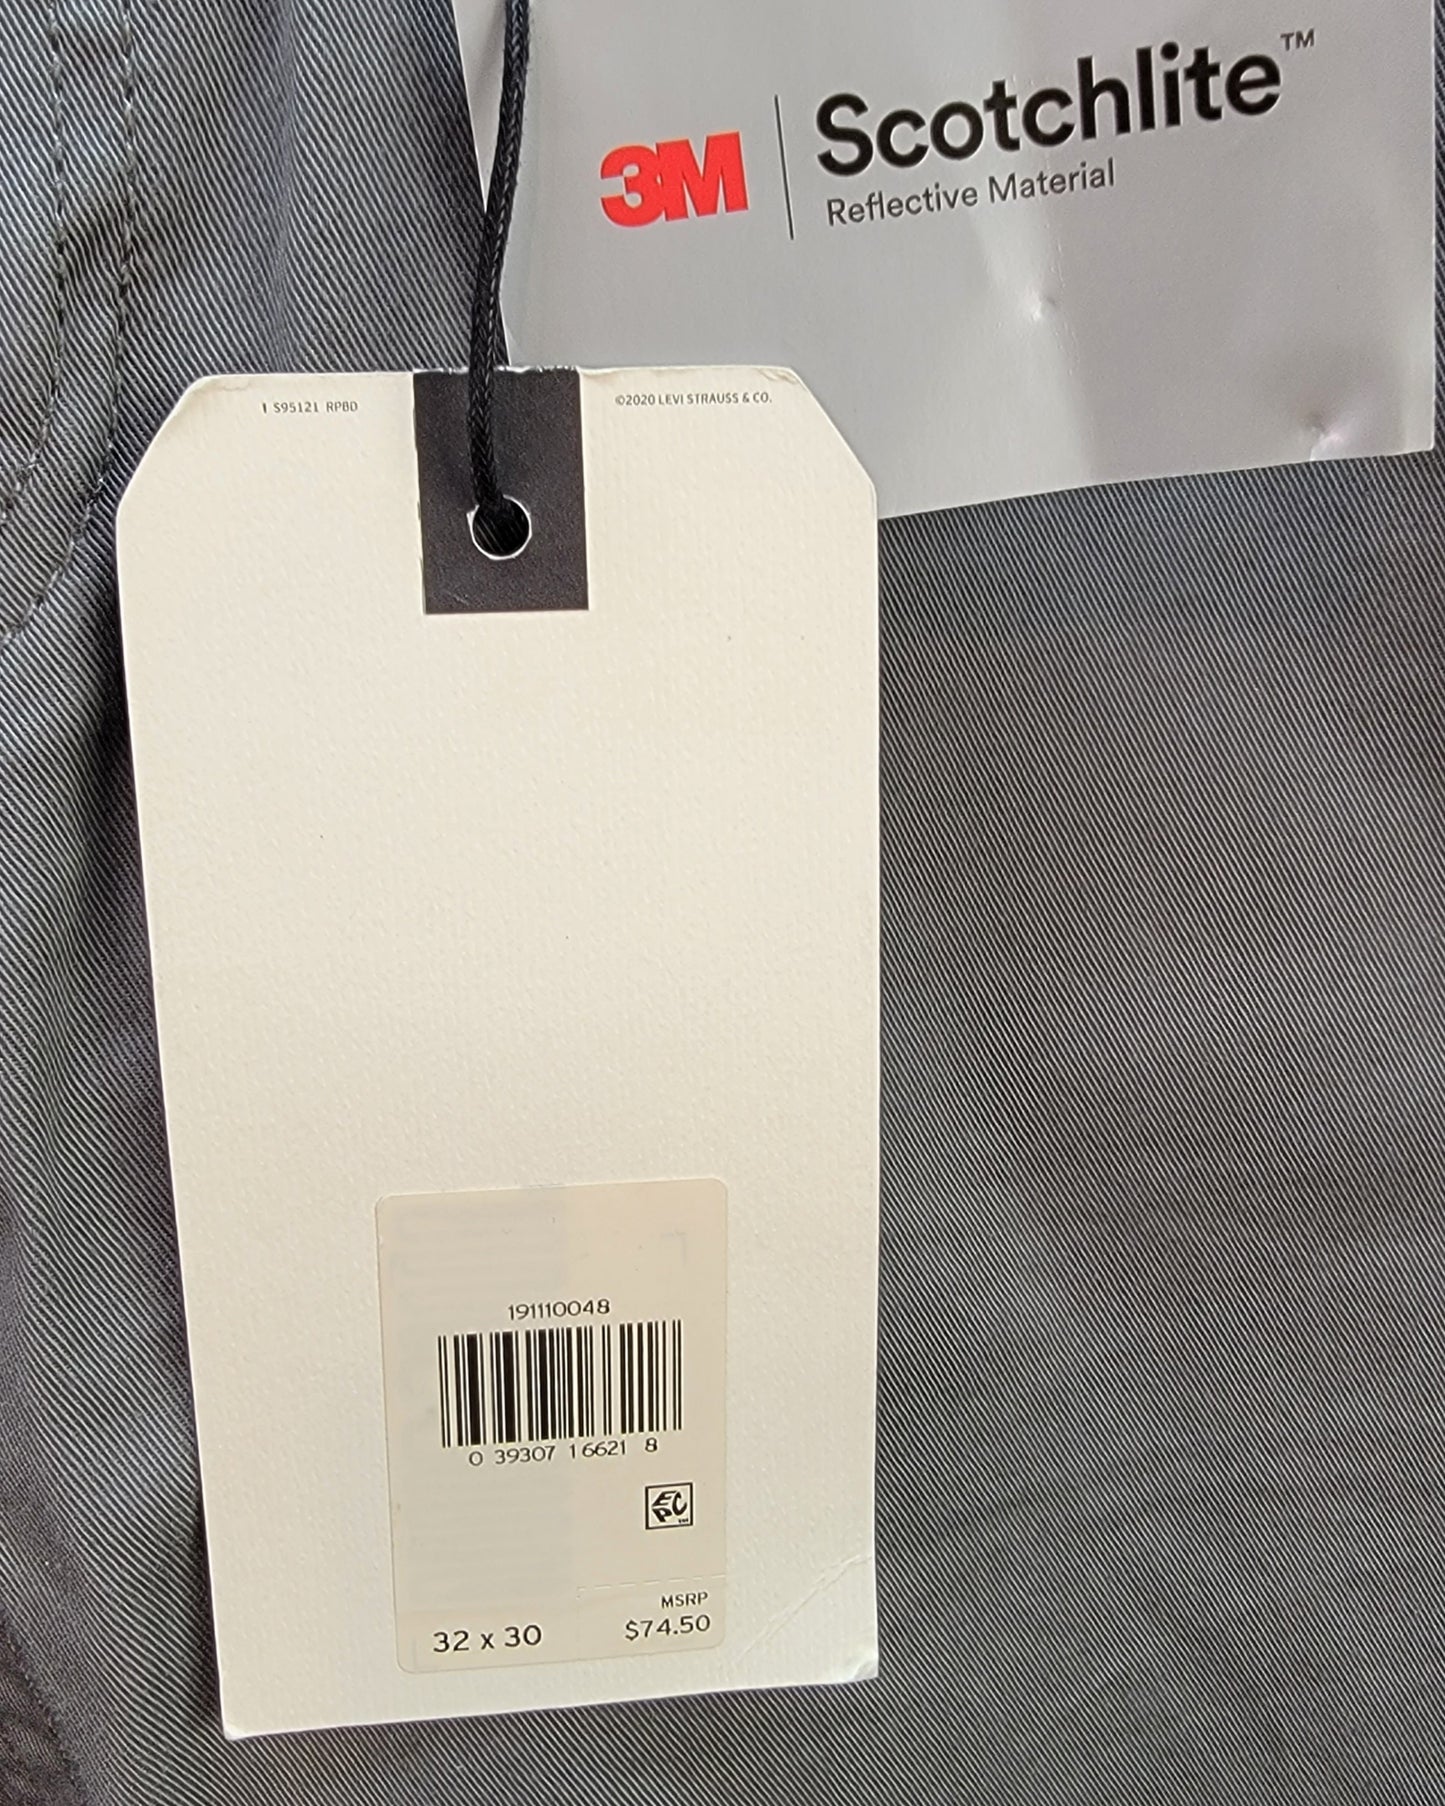 3M
Scotchlite™
Reflective Material
1 S95121 RPBD
©2020 LEVI STRAUSS & CO.
191110048
0 39307 16621 8
EPC™
MSRP
32 x 30
$74.50